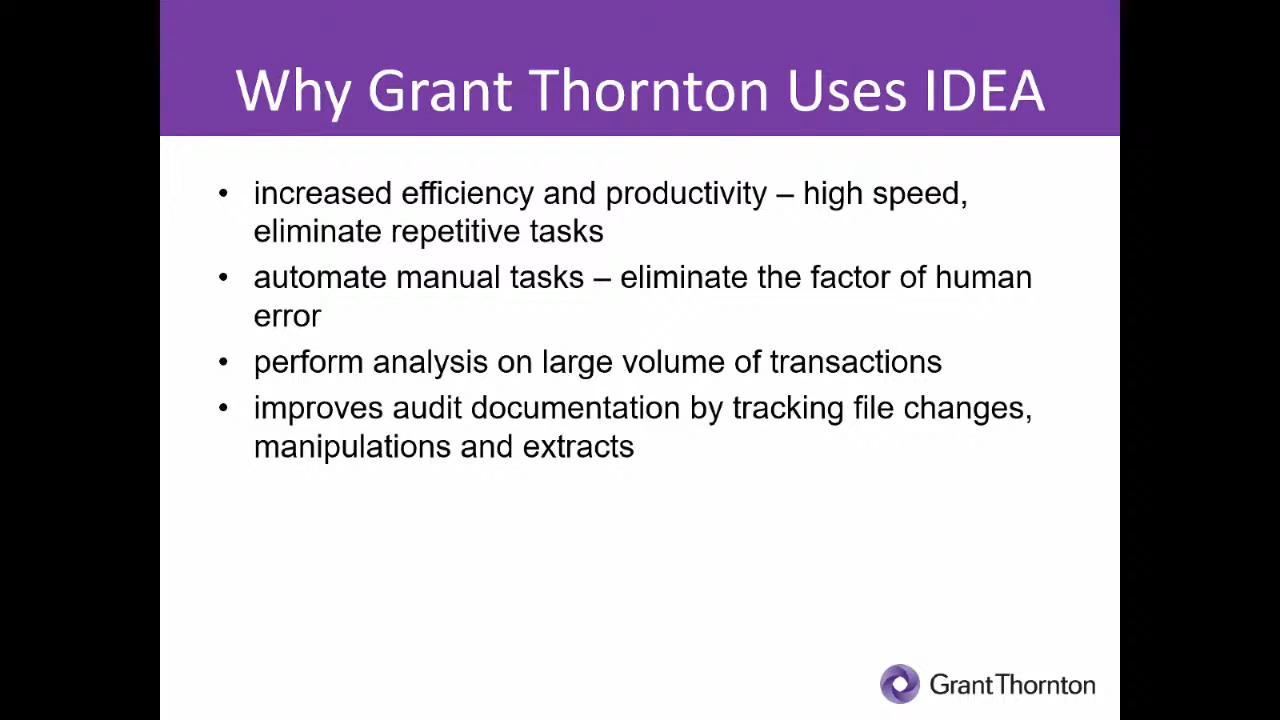 Why Grant Thornton Uses IDEA
• increased efficiency and productivity – high speed,
eliminate repetitive tasks
• automate manual tasks – eliminate the factor of human
error
• perform analysis on large volume of transactions
• improves audit documentation by tracking file changes,
manipulations and extracts
Grant Thornton